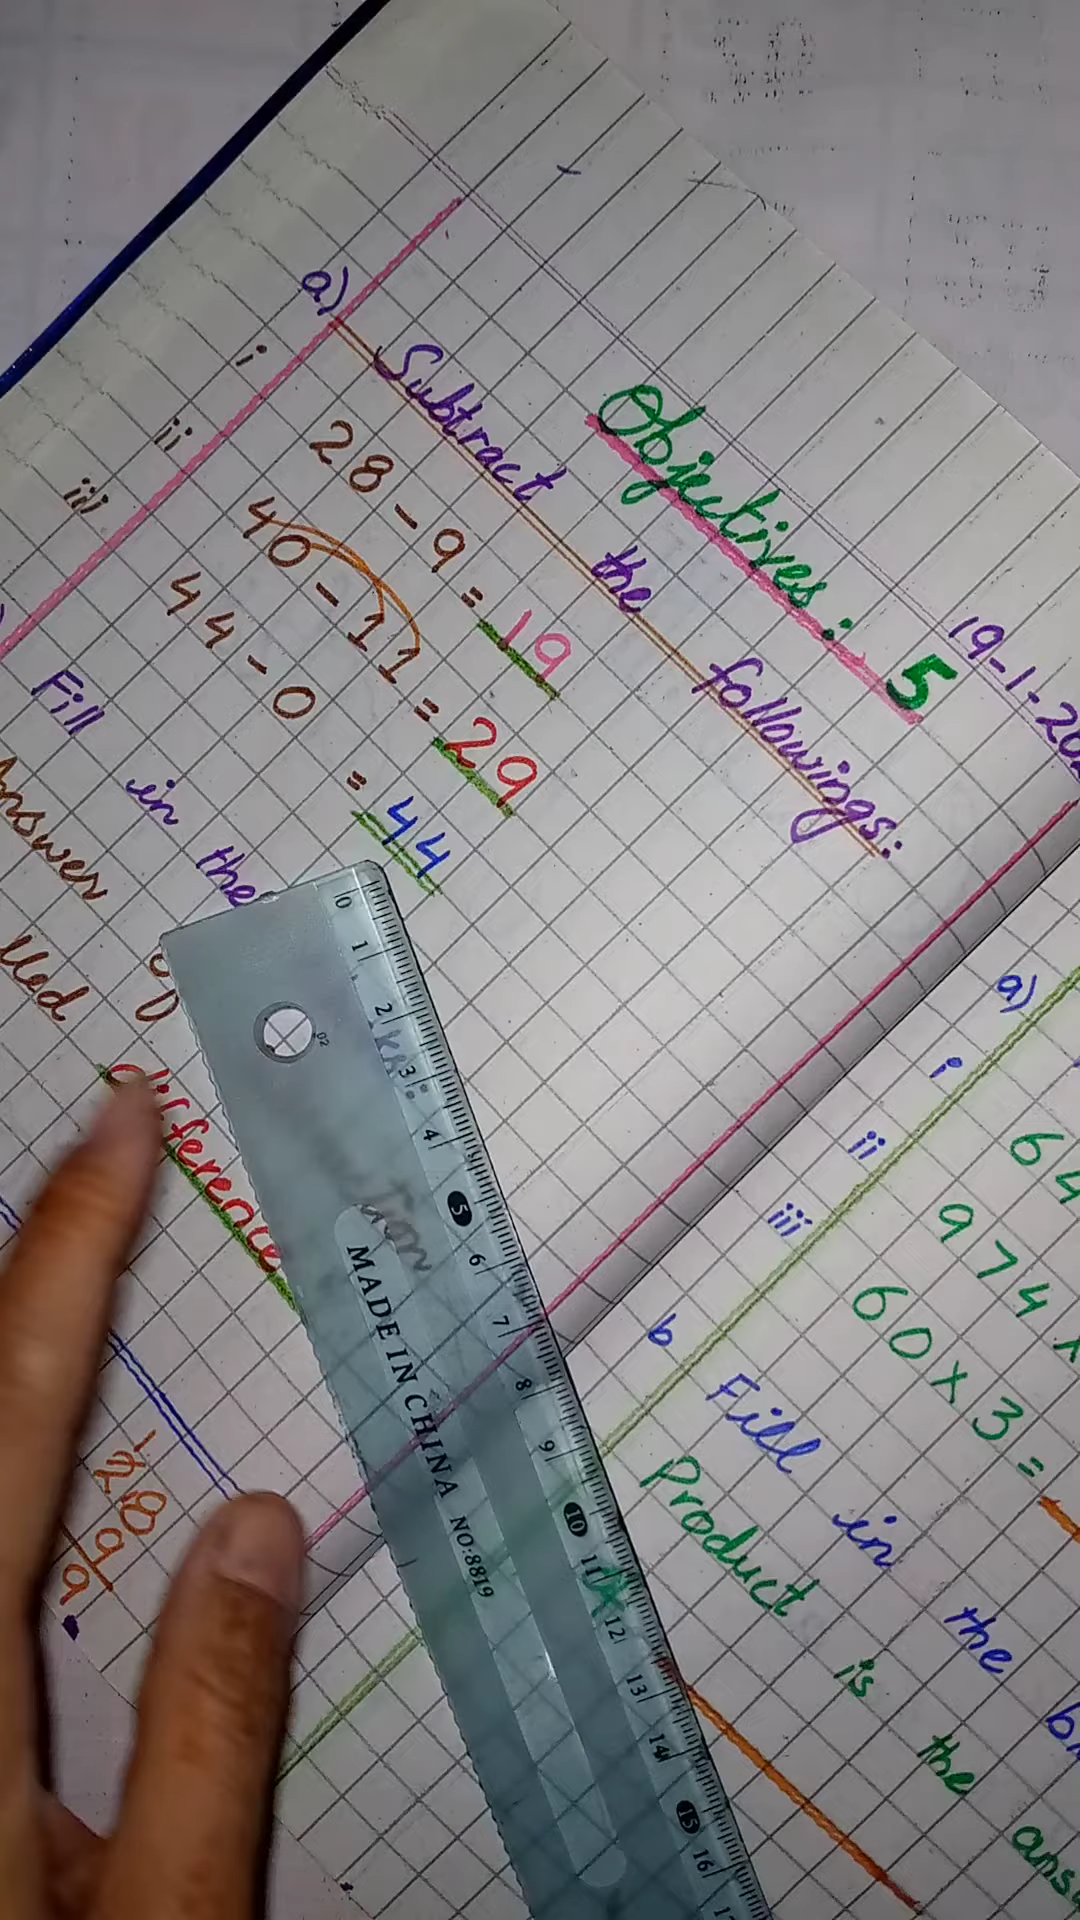 19-1-20
Objectives: 5
a) Subtract the followings:
i 28 - 9 = 19
ii 40 - 11 = 29
iii 44 - 0 = 44
Fill in the
Answer of
difference
28
9
9
a)
i 64
ii 974 x
iii 60 x 3 =
b Fill in the
Product is the
10 1 2 3 4 5 6 7 8 9 10 11 12 13 14 15 16
MADE IN CHINA NO:8819